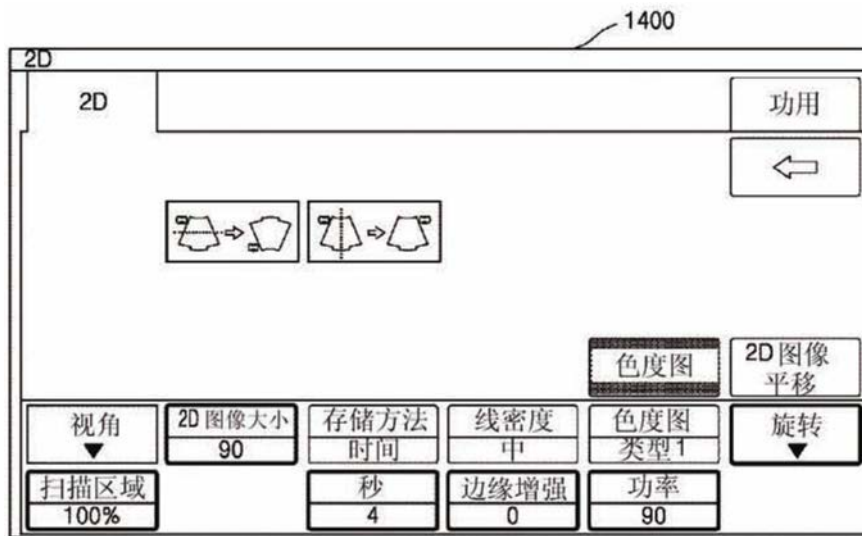 1400
2D
2D
功用
色度图
2D图像
平移
视角
2D图像大小
90
存储方法
时间
线密度
中
色度图
类型1
旋转
扫描区域
100%
秒
4
边缘增强
0
功率
90